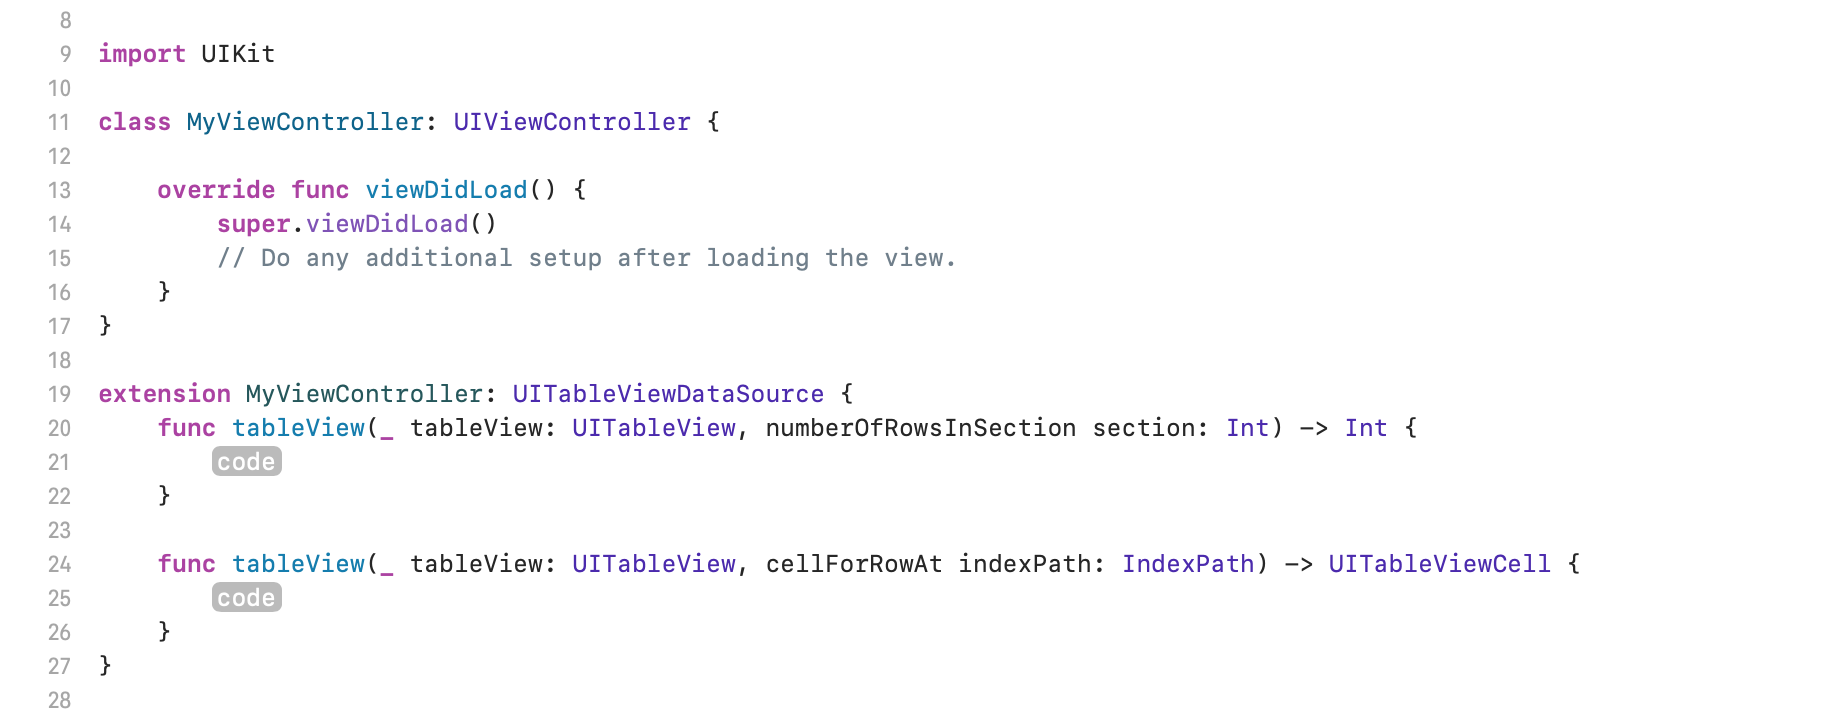 8
9 import UIKit
10
11 class MyViewController: UIViewController {
12
13     override func viewDidLoad() {
14         super.viewDidLoad()
15         // Do any additional setup after loading the view.
16     }
17 }
18
19 extension MyViewController: UITableViewDataSource {
20     func tableView(_ tableView: UITableView, numberOfRowsInSection section: Int) -> Int {
21         code
22     }
23
24     func tableView(_ tableView: UITableView, cellForRowAt indexPath: IndexPath) -> UITableViewCell {
25         code
26     }
27 }
28